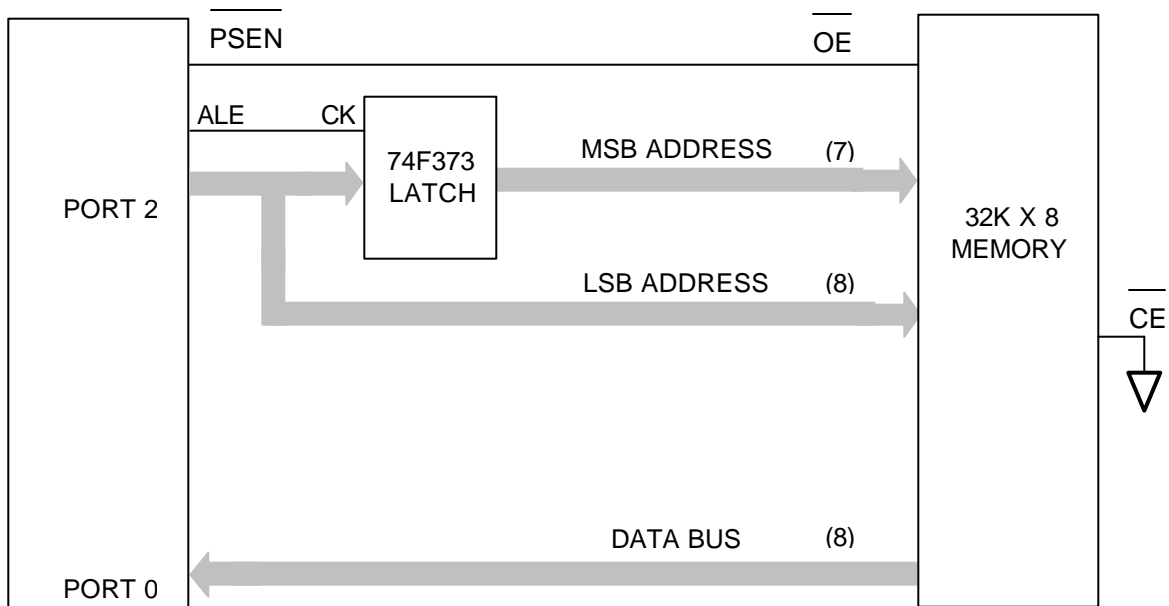 PSEN
OE
ALE
CK
74F373
LATCH
MSB ADDRESS (7)
PORT 2
32K X 8
MEMORY
LSB ADDRESS (8)
CE
DATA BUS (8)
PORT 0